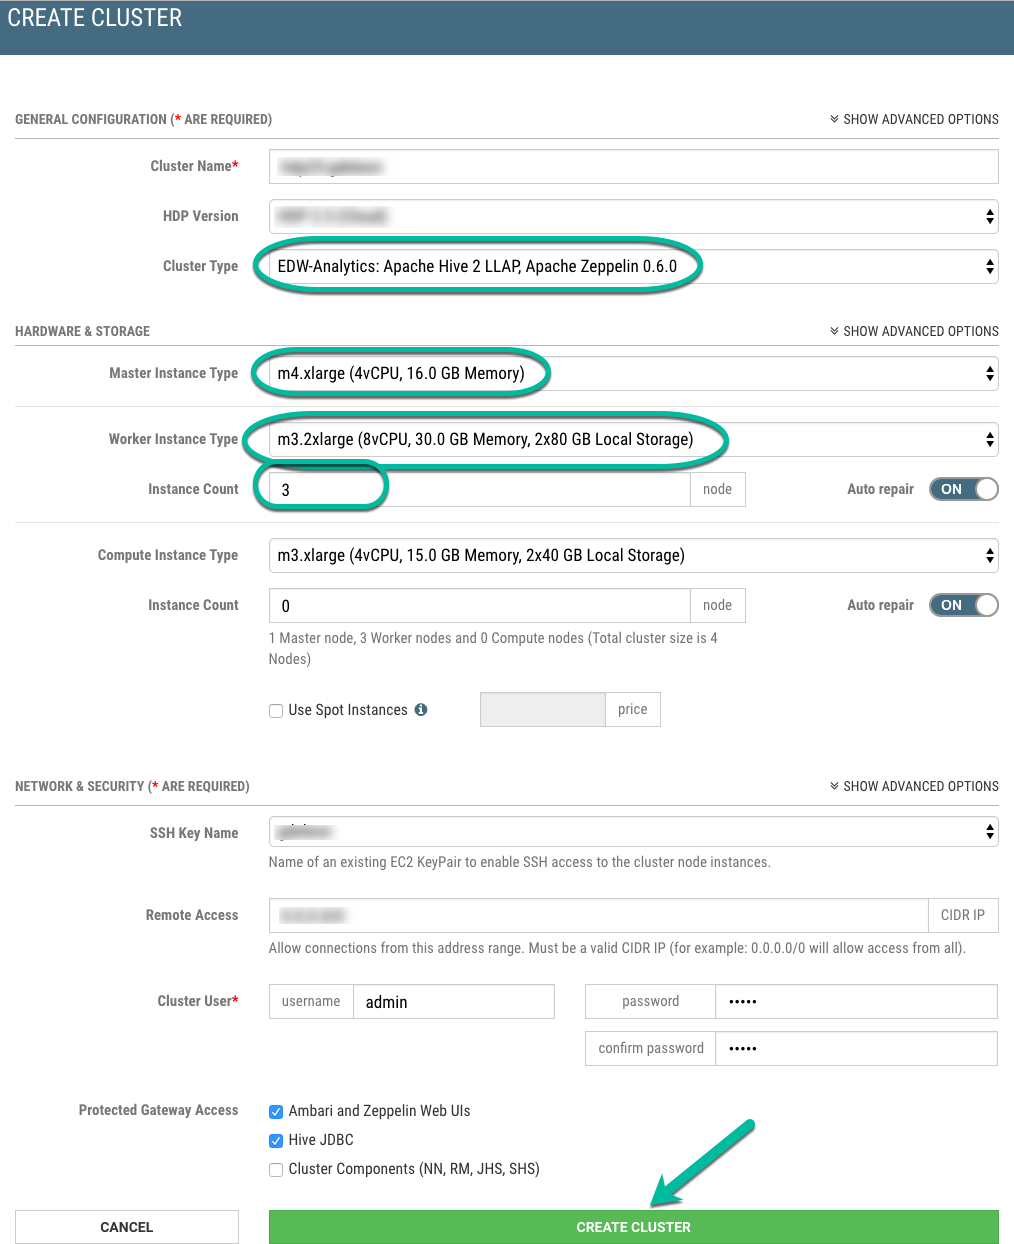 CREATE CLUSTER
GENERAL CONFIGURATION (* ARE REQUIRED)
SHOW ADVANCED OPTIONS
Cluster Name*
HDP Version
Cluster Type
EDW-Analytics: Apache Hive 2 LLAP, Apache Zeppelin 0.6.0
HARDWARE & STORAGE
SHOW ADVANCED OPTIONS
Master Instance Type
m4.xlarge (4vCPU, 16.0 GB Memory)
Worker Instance Type
m3.2xlarge (8vCPU, 30.0 GB Memory, 2x80 GB Local Storage)
Instance Count
3
node
Auto repair
ON
Compute Instance Type
m3.xlarge (4vCPU, 15.0 GB Memory, 2x40 GB Local Storage)
Instance Count
0
node
Auto repair
ON
1 Master node, 3 Worker nodes and 0 Compute nodes (Total cluster size is 4
Nodes)
Use Spot Instances
price
NETWORK & SECURITY (* ARE REQUIRED)
SHOW ADVANCED OPTIONS
SSH Key Name
Name of an existing EC2 KeyPair to enable SSH access to the cluster node instances.
Remote Access
CIDR IP
Allow connections from this address range. Must be a valid CIDR IP (for example: 0.0.0.0/0 will allow access from all).
Cluster User*
username
admin
password
•••••
confirm password
•••••
Protected Gateway Access
Ambari and Zeppelin Web UIs
Hive JDBC
Cluster Components (NN, RM, JHS, SHS)
CANCEL
CREATE CLUSTER